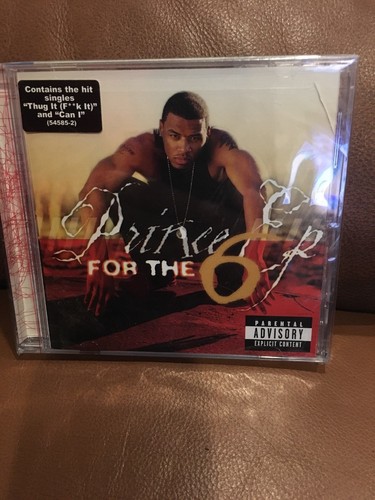 Contains the hit
singles
"Thug It (F**k It)"
and "Can I"
(54585-2)
Prince Ep
FOR THE 6
PARENTAL
ADVISORY
EXPLICIT CONTENT